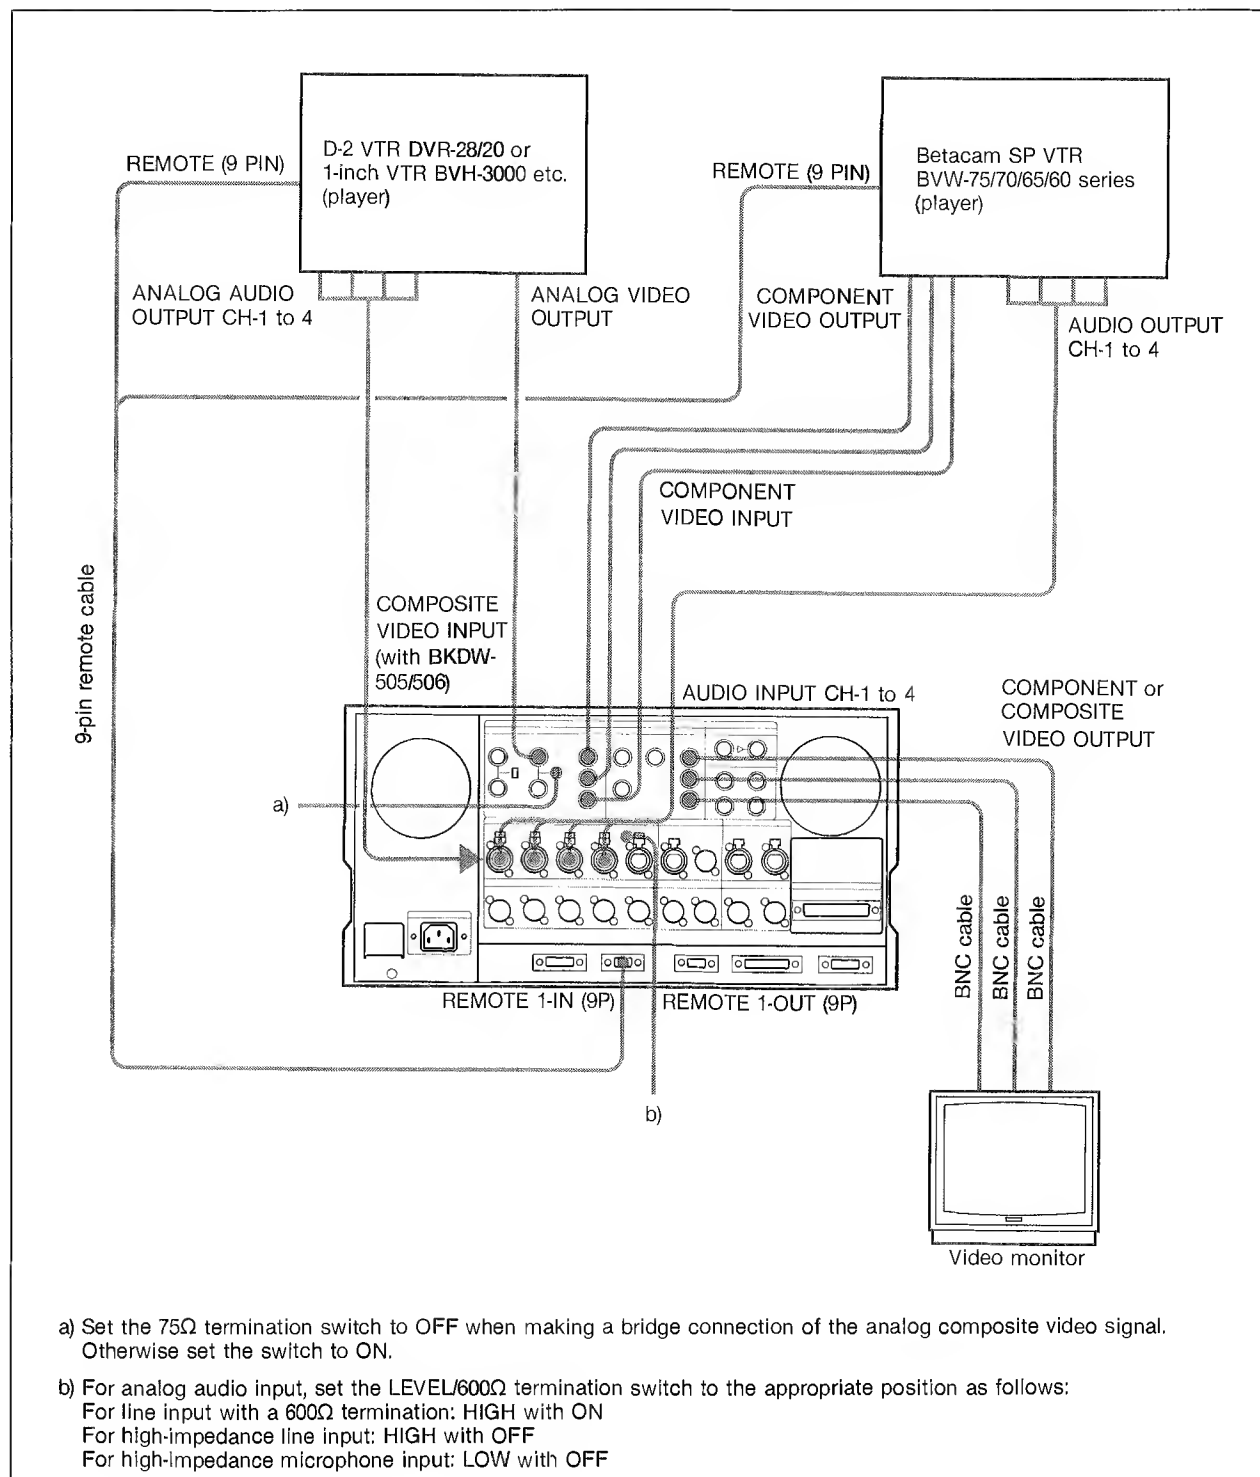 D-2 VTR DVR-28/20 or
1-inch VTR BVH-3000 etc.
(player)
REMOTE (9 PIN)
Betacam SP VTR
BVW-75/70/65/60 series
(player)
REMOTE (9 PIN)
ANALOG AUDIO
OUTPUT CH-1 to 4
ANALOG VIDEO
OUTPUT
COMPONENT
VIDEO OUTPUT
AUDIO OUTPUT
CH-1 to 4
COMPONENT
VIDEO INPUT
9-pin remote cable
COMPOSITE
VIDEO INPUT
(with BKDW-
505/506)
AUDIO INPUT CH-1 to 4
COMPONENT or
COMPOSITE
VIDEO OUTPUT
a)
BNC cable
BNC cable
BNC cable
REMOTE 1-IN (9P)
REMOTE 1-OUT (9P)
b)
Video monitor
a) Set the 75Ω termination switch to OFF when making a bridge connection of the analog composite video signal.
Otherwise set the switch to ON.
b) For analog audio input, set the LEVEL/600Ω termination switch to the appropriate position as follows:
For line input with a 600Ω termination: HIGH with ON
For high-impedance line input: HIGH with OFF
For high-impedance microphone input: LOW with OFF